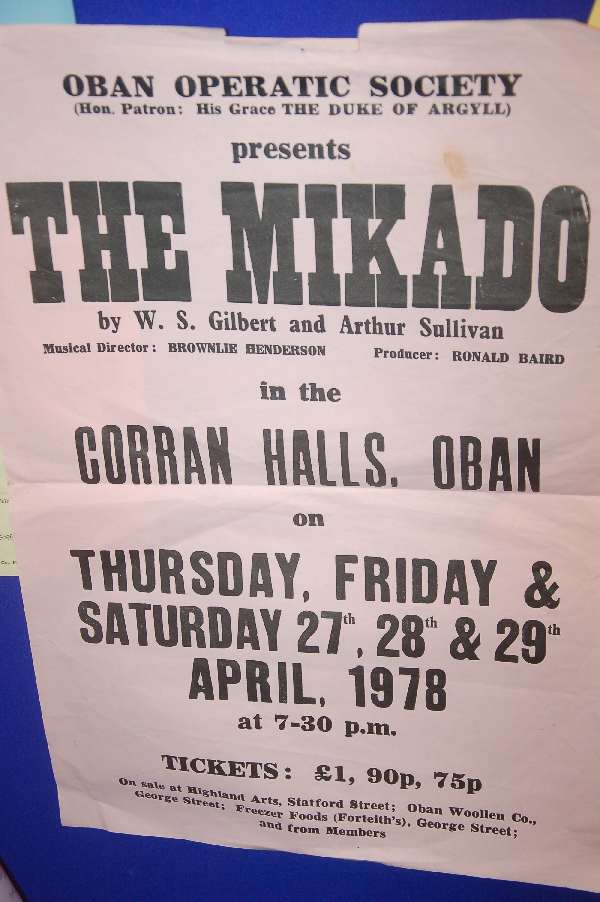 OBAN OPERATIC SOCIETY
(Hon. Patron: His Grace THE DUKE OF ARGYLL)
presents
THE MIKADO
by W. S. Gilbert and Arthur Sullivan
Musical Director: BROWNLIE HENDERSON Producer: RONALD BAIRD
in the
CORRAN HALLS, OBAN
on
THURSDAY, FRIDAY &
SATURDAY 27th, 28th & 29th
APRIL, 1978
at 7-30 p.m.
TICKETS: £1, 90p, 75p
On sale at Highland Arts, Statford Street; Oban Woollen Co.,
George Street; Freezer Foods (Forteith's), George Street;
and from Members